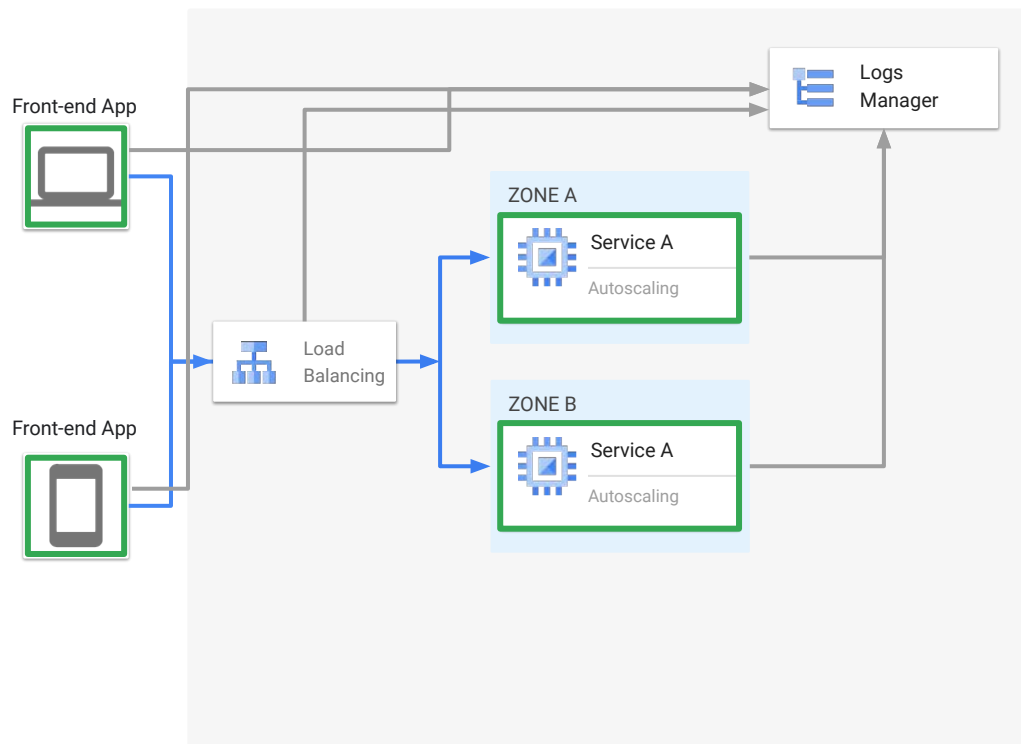 Logs
Manager
Front-end App
ZONE A
Service A
Autoscaling
Load
Balancing
ZONE B
Front-end App
Service A
Autoscaling